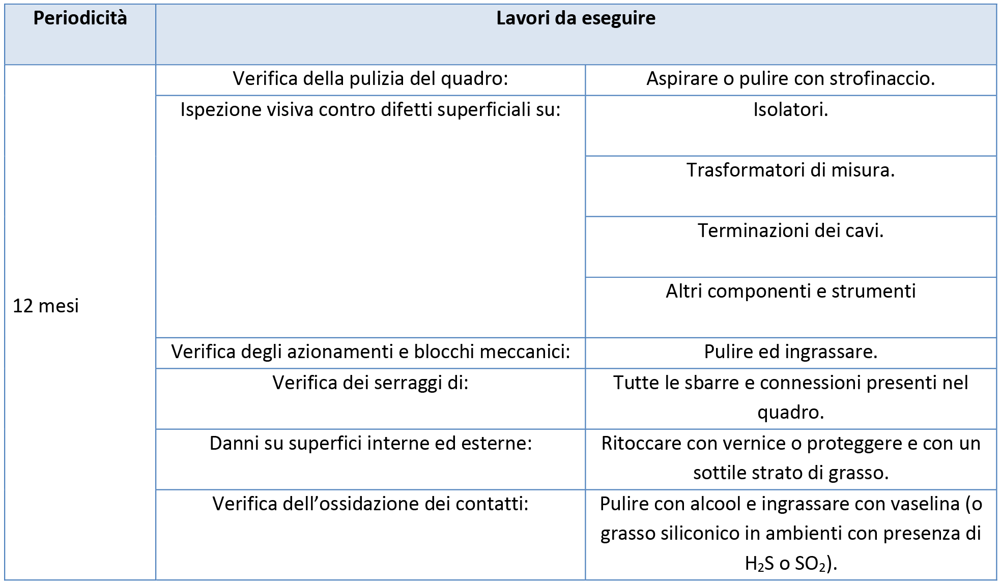 Periodicità
Lavori da eseguire
12 mesi
Verifica della pulizia del quadro:
Aspirare o pulire con strofinaccio.
Ispezione visiva contro difetti superficiali su:
Isolatori.
Trasformatori di misura.
Terminazioni dei cavi.
Altri componenti e strumenti
Verifica degli azionamenti e blocchi meccanici:
Pulire ed ingrassare.
Verifica dei serraggi di:
Tutte le sbarre e connessioni presenti nel
quadro.
Danni su superfici interne ed esterne:
Ritoccare con vernice o proteggere e con un
sottile strato di grasso.
Verifica dell’ossidazione dei contatti:
Pulire con alcool e ingrassare con vaselina (o
grasso siliconico in ambienti con presenza di
H₂S o SO₂).